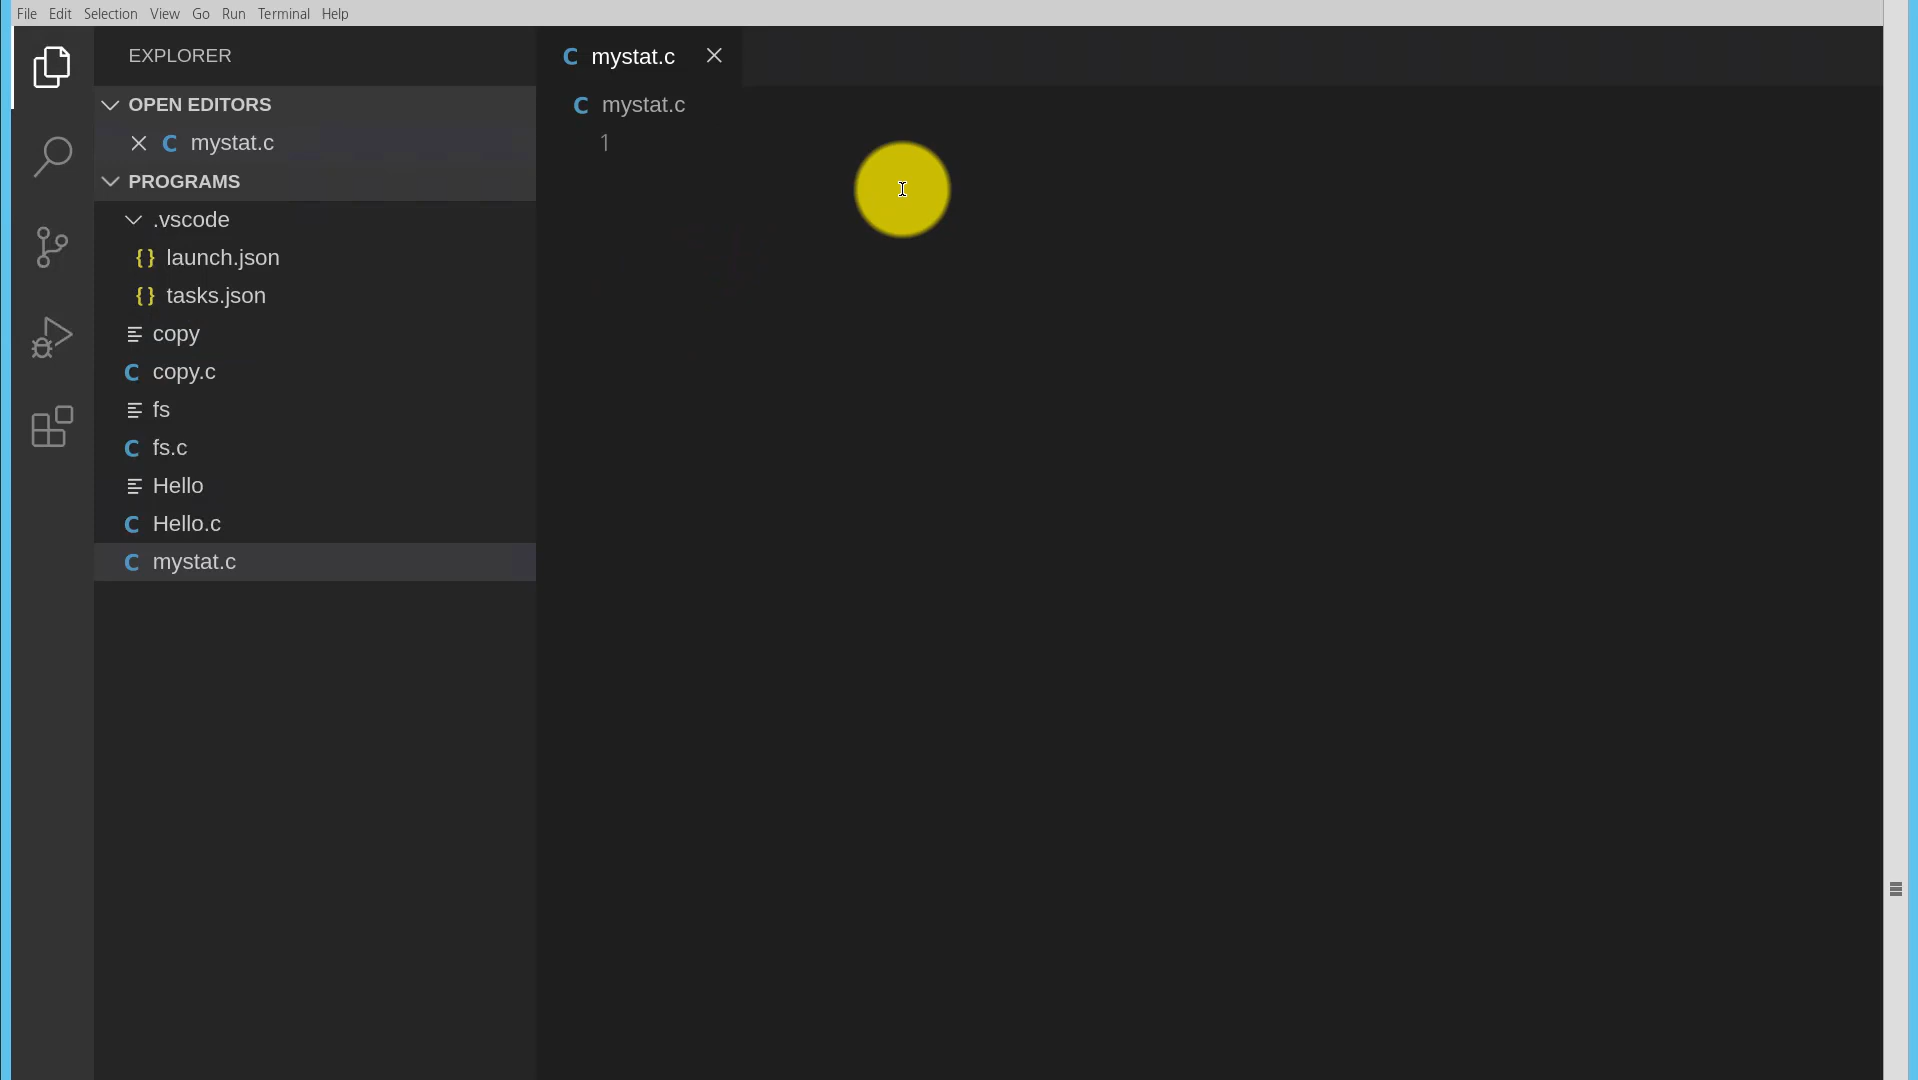 File Edit Selection View Go Run Terminal Help
EXPLORER
OPEN EDITORS
C mystat.c
PROGRAMS
.vscode
{} launch.json
{} tasks.json
copy
C copy.c
fs
C fs.c
Hello
C Hello.c
C mystat.c
C mystat.c
C mystat.c
1